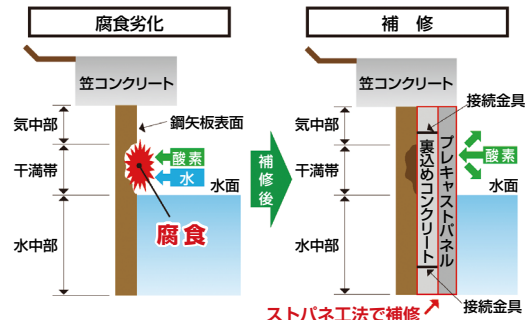 腐食劣化
笠コンクリート
気中部
鋼矢板表面
干満帯
酸素
水
水面
腐食
水中部
補修後
補修
笠コンクリート
接続金具
気中部
干満帯
裏込めコンクリート
プレキャストパネル
酸素
水面
水中部
接続金具
ストパネ工法で補修